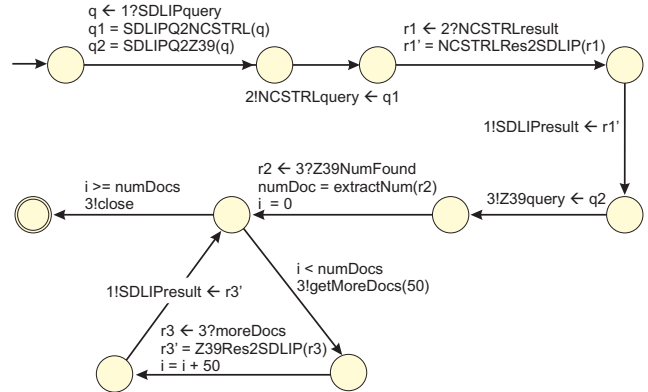 q ← 1?SDLIPquery
q1 = SDLIPQ2NCSTRL(q)
q2 = SDLIPQ2Z39(q)
r1 ← 2?NCSTRLresult
r1' = NCSTRLRes2SDLIP(r1)
2!NCSTRLquery ← q1
1!SDLIPresult ← r1’
r2 ← 3?Z39NumFound
numDoc = extractNum(r2)
i = 0
i >= numDocs
3!close
3!Z39query ← q2
i < numDocs
3!getMoreDocs(50)
1!SDLIPresult ← r3’
r3 ← 3?moreDocs
r3’ = Z39Res2SDLIP(r3)
i = i + 50